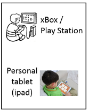 xBox /
Play Station
Personal
tablet
(ipad)